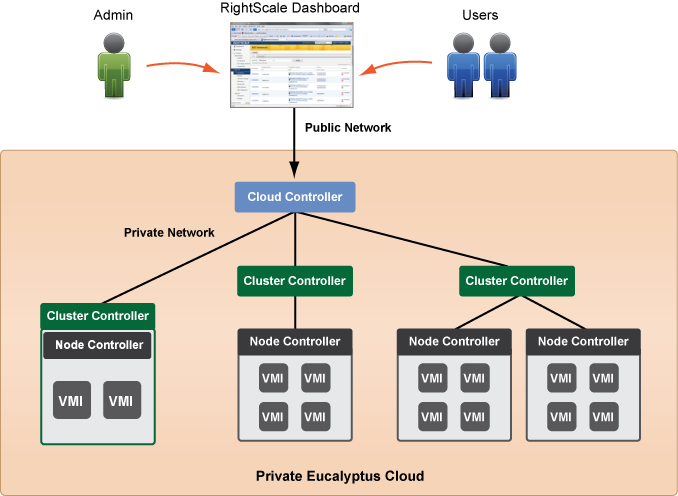 Admin
RightScale Dashboard
Users
Public Network
Cloud Controller
Private Network
Cluster Controller
Cluster Controller
Cluster Controller
Node Controller
Node Controller
Node Controller
Node Controller
VMI VMI
VMI VMI
VMI VMI
VMI VMI
VMI VMI
VMI VMI
VMI VMI
Private Eucalyptus Cloud